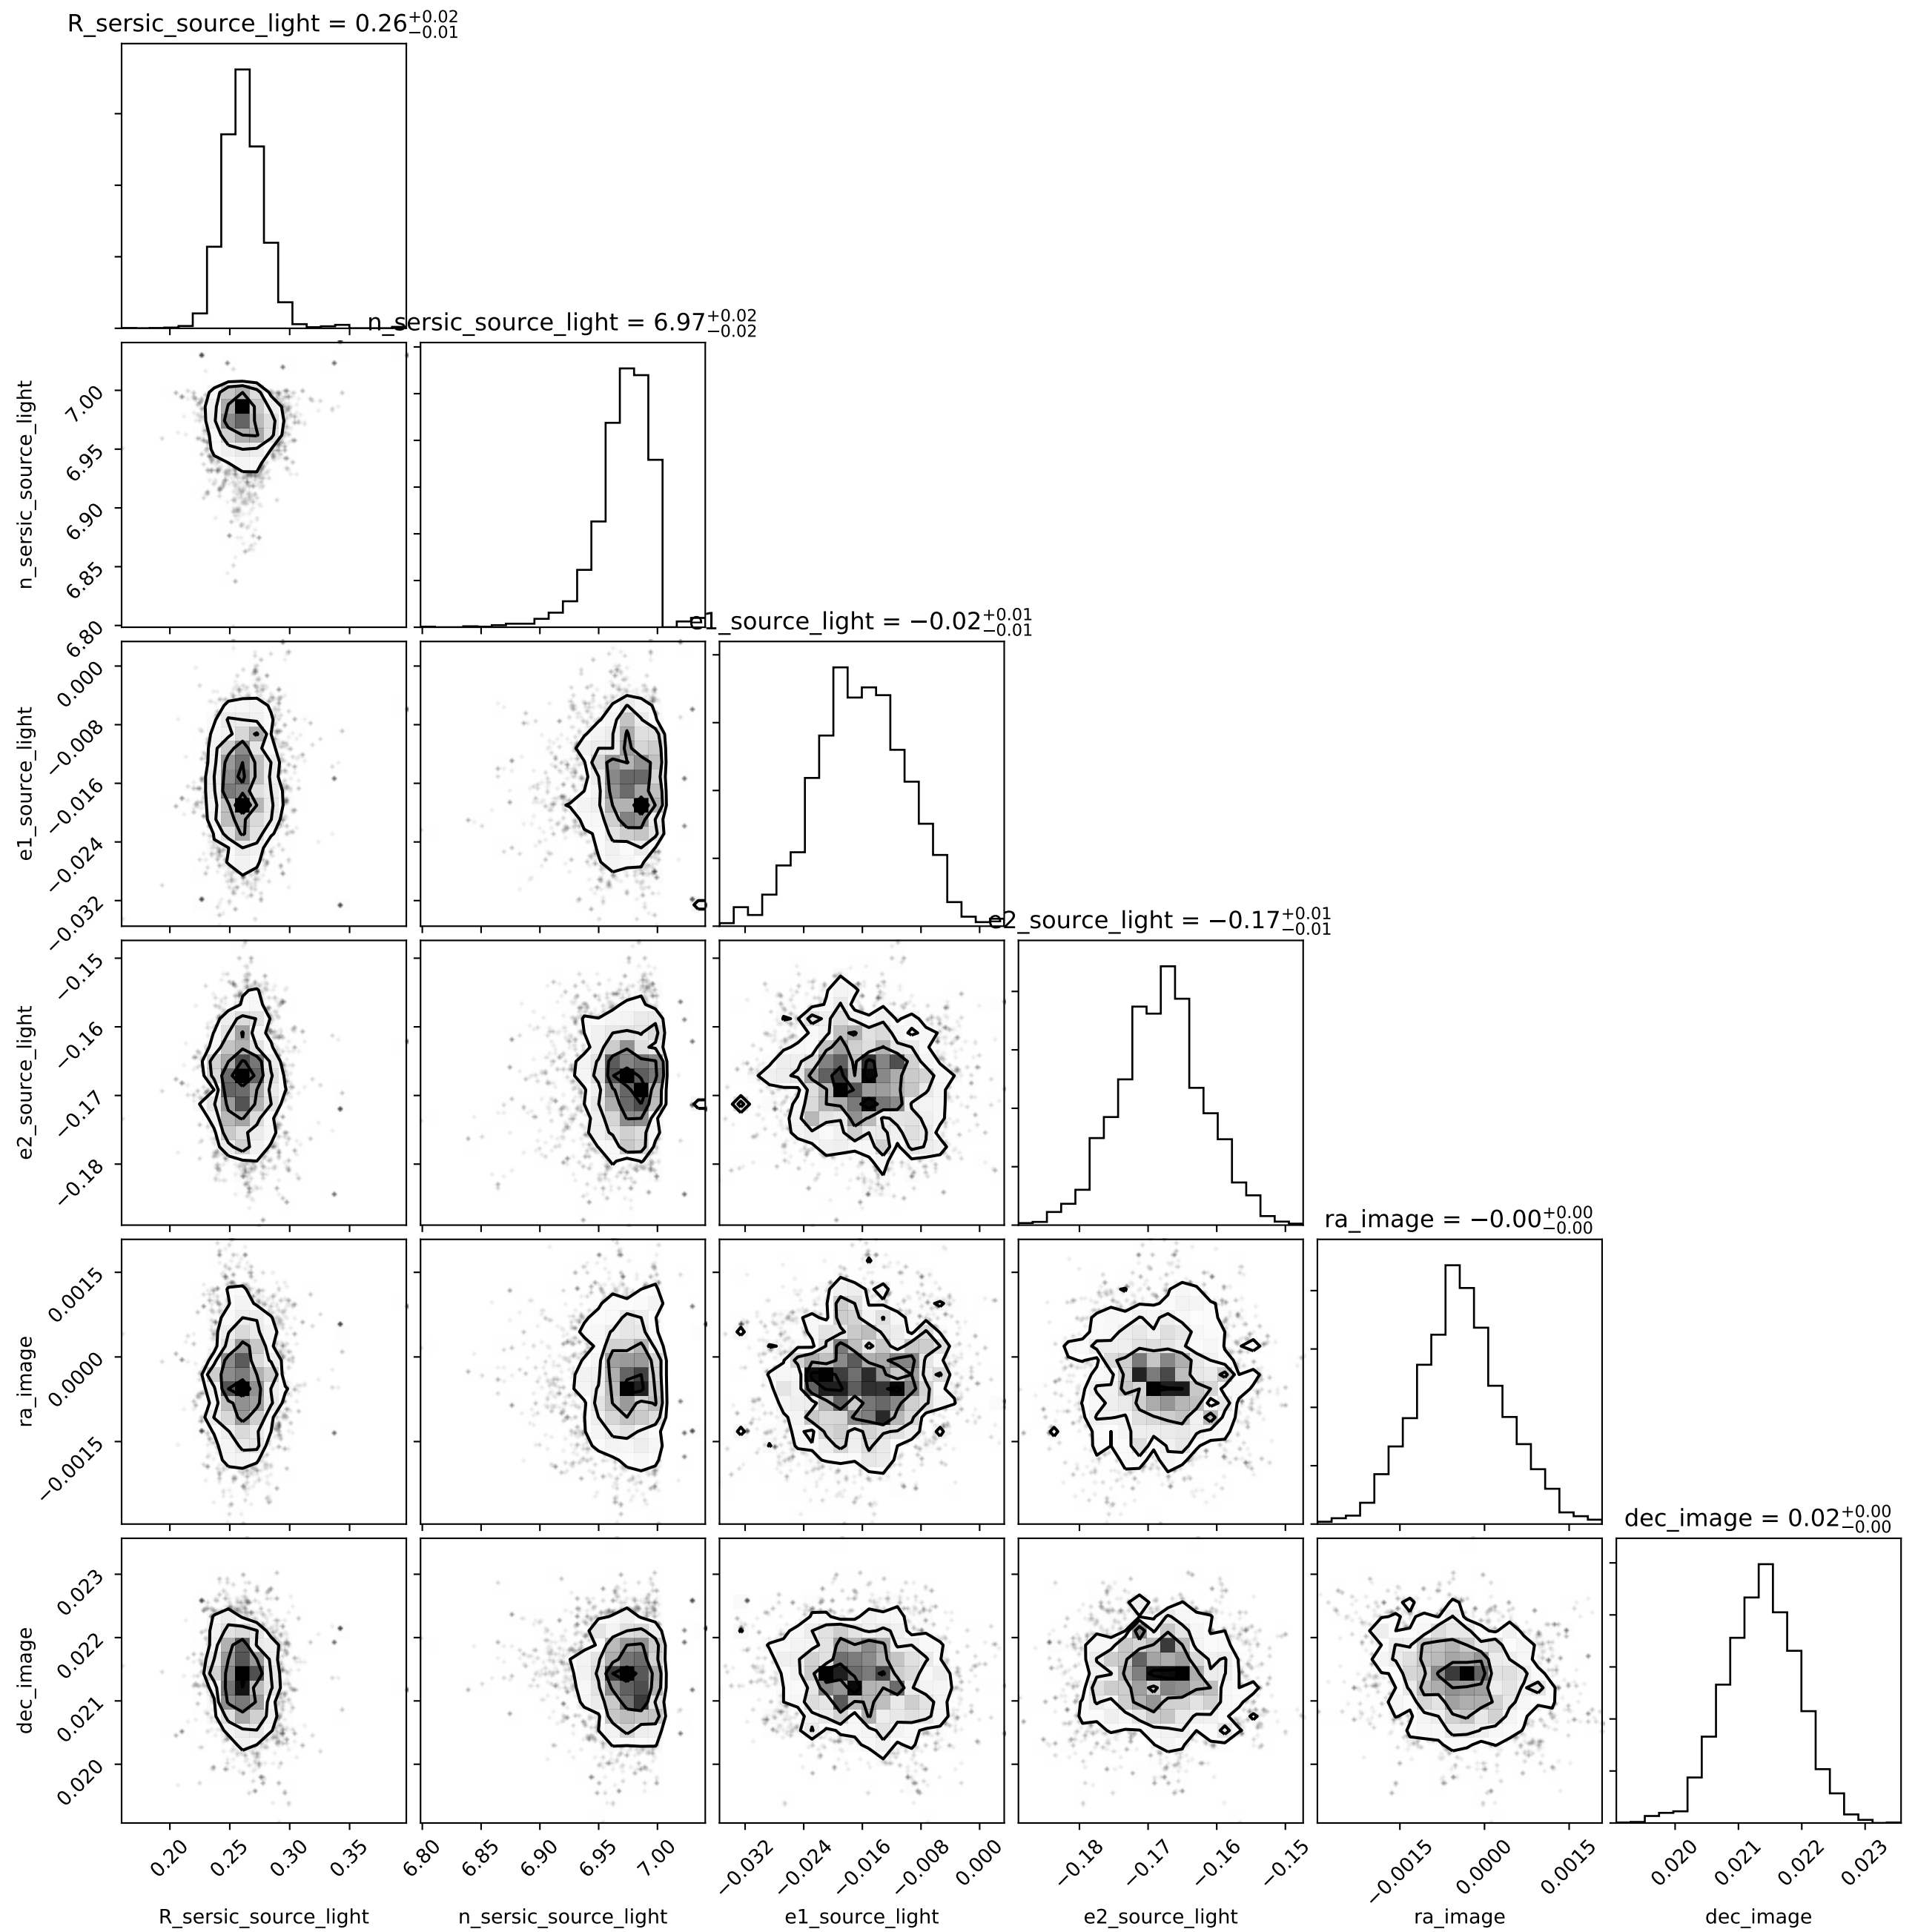 R_sersic_source_light = 0.26 +0.02 −0.01
n_sersic_source_light = 6.97 +0.02 −0.02
n_sersic_source_light
7.00
6.95
6.90
6.85
6.80
e1_source_light = −0.02 +0.01 −0.01
e1_source_light
0.000
−0.008
−0.016
−0.024
−0.032
e2_source_light = −0.17 +0.01 −0.01
e2_source_light
−0.15
−0.16
−0.17
−0.18
ra_image = −0.00 +0.00 −0.00
ra_image
0.0015
0.0000
−0.0015
dec_image = 0.02 +0.00 −0.00
dec_image
0.023
0.022
0.021
0.020
0.20 0.25 0.30 0.35 6.80 6.85 6.90 6.95 7.00 −0.032 −0.024 −0.016 −0.008 0.000 −0.18 −0.17 −0.16 −0.15 −0.0015 0.0000 0.0015 0.020 0.021 0.022 0.023
R_sersic_source_light n_sersic_source_light e1_source_light e2_source_light ra_image dec_image